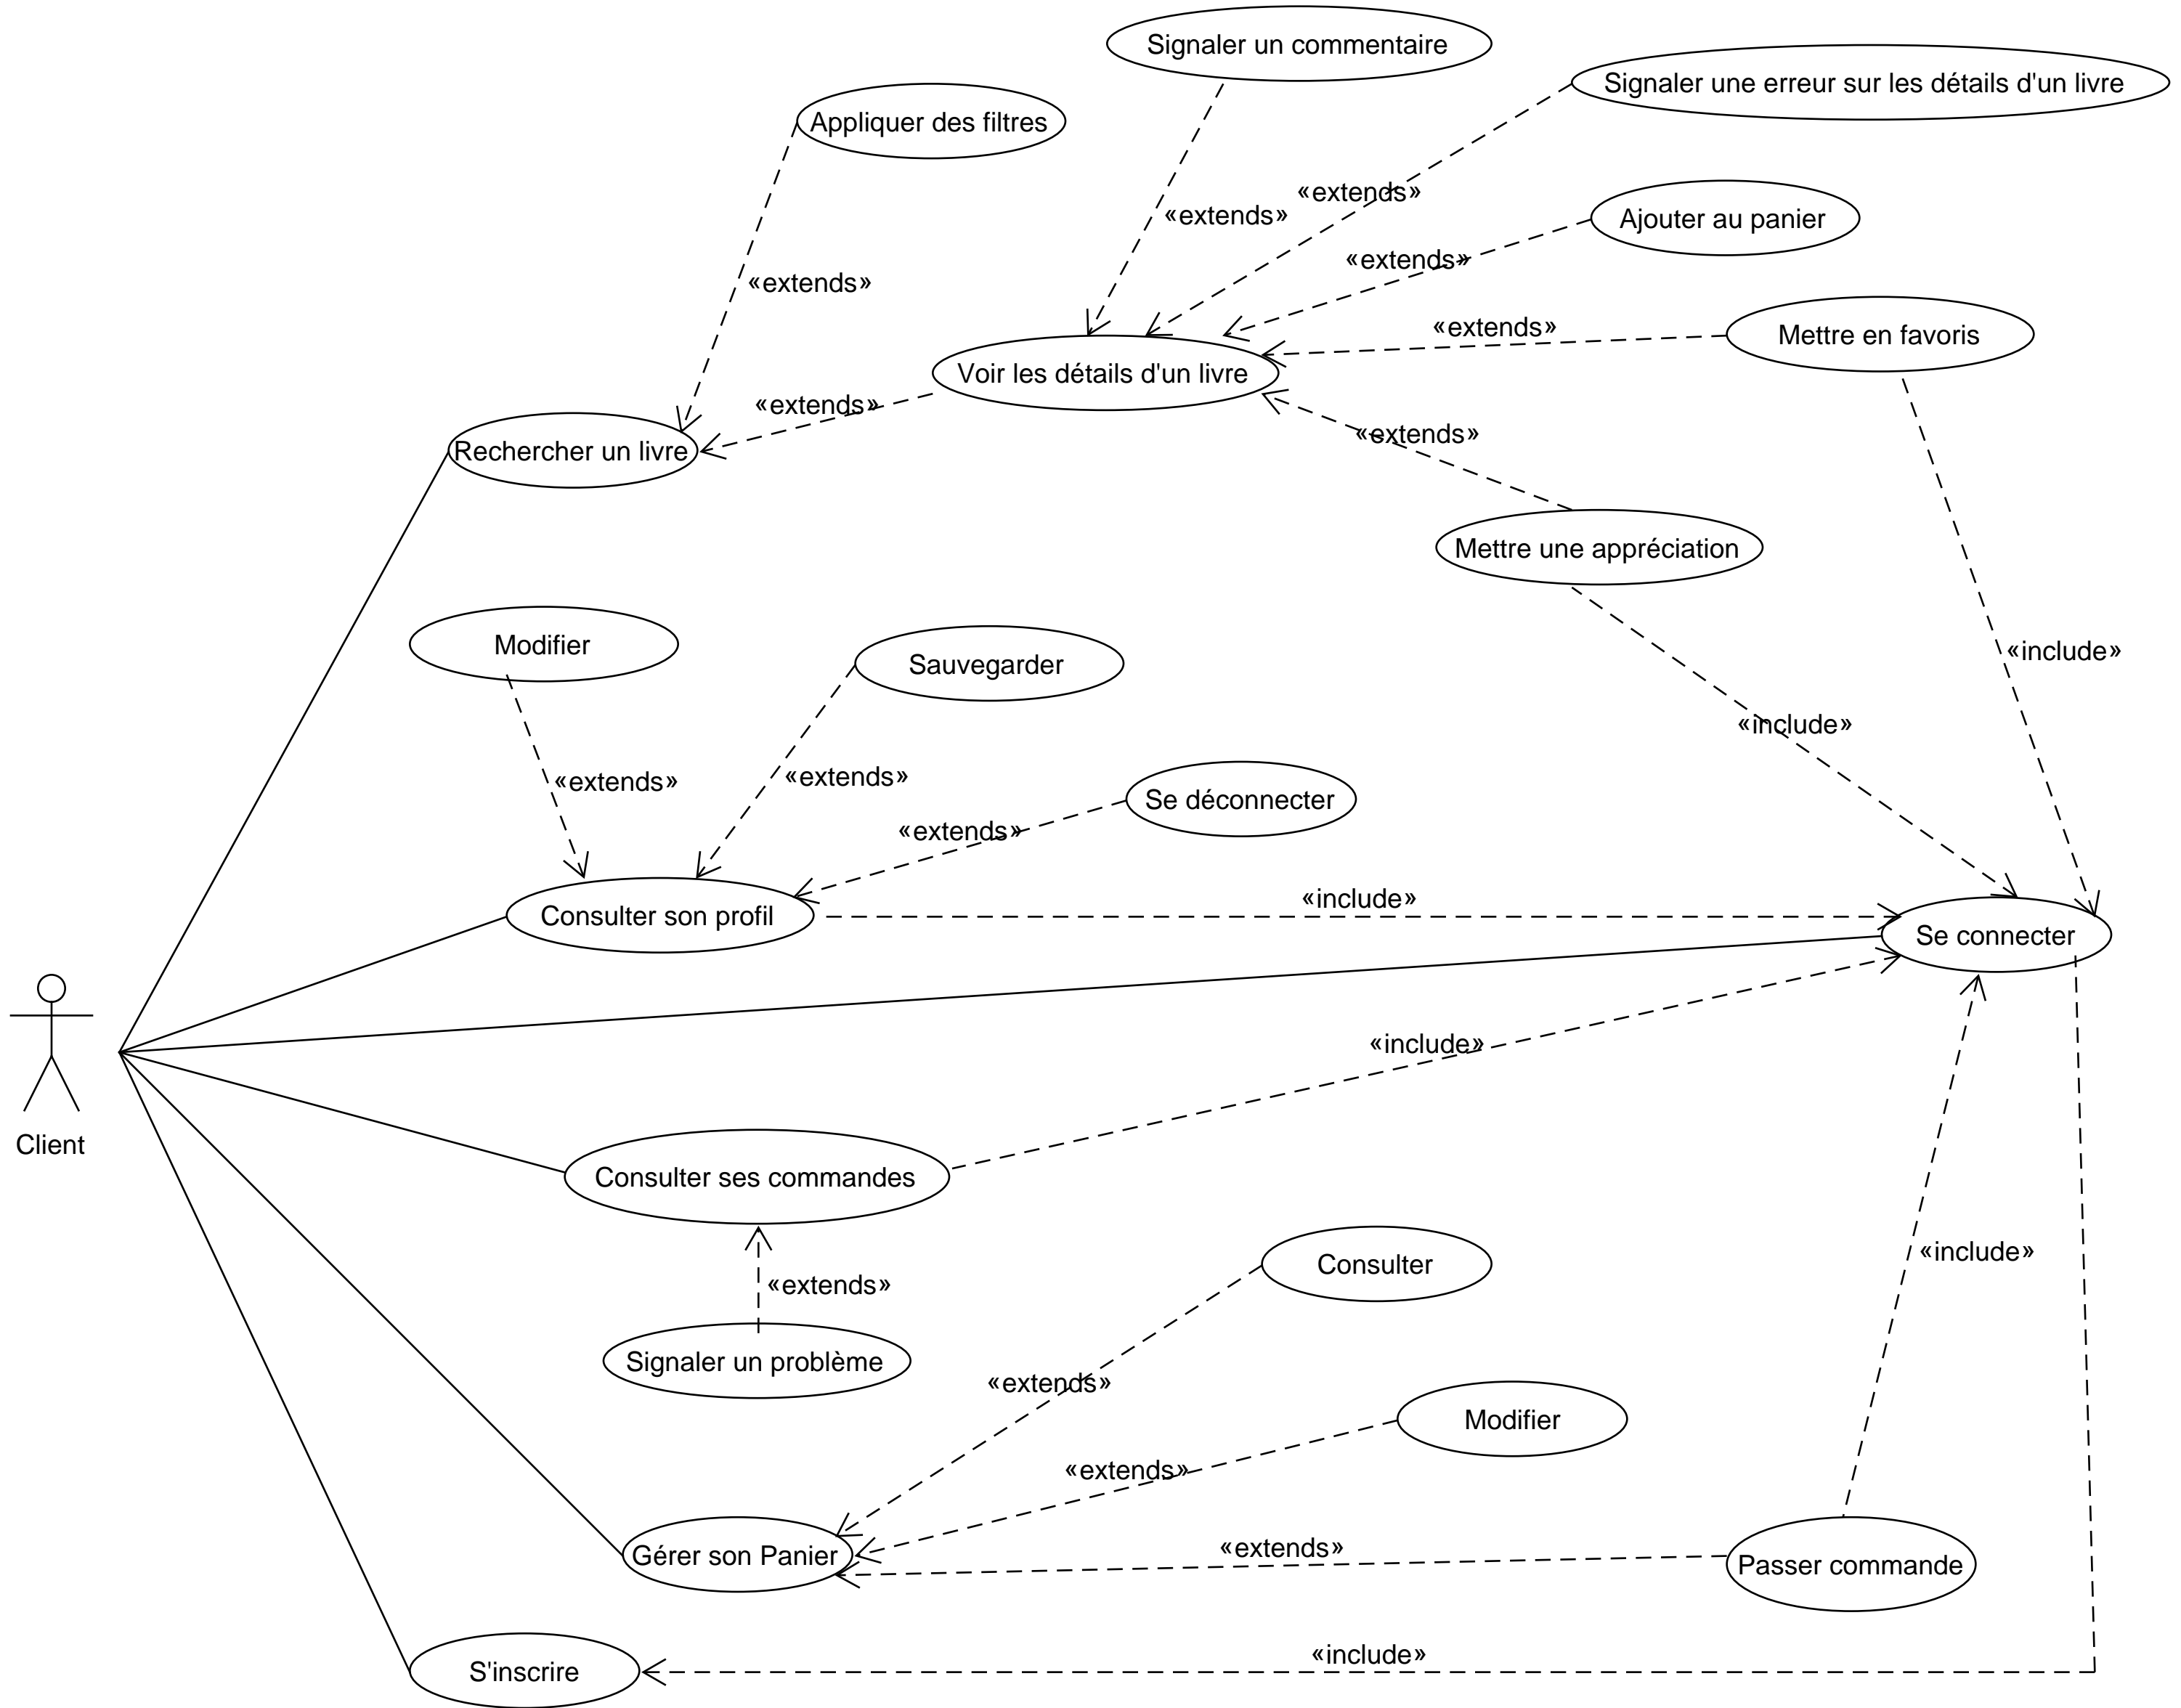 Signaler un commentaire
Signaler une erreur sur les détails d'un livre
Appliquer des filtres
«extends»
«extends»
Ajouter au panier
«extends»
«extends»
«extends»
Mettre en favoris
Voir les détails d'un livre
«extends»
«extends»
Rechercher un livre
Mettre une appréciation
Modifier
Sauvegarder
«include»
«include»
«extends»
«extends»
Se déconnecter
«extends»
«include»
Consulter son profil
Se connecter
«include»
Client
Consulter ses commandes
«include»
Consulter
«extends»
Signaler un problème
«extends»
Modifier
«extends»
«extends»
Gérer son Panier
Passer commande
«include»
S'inscrire